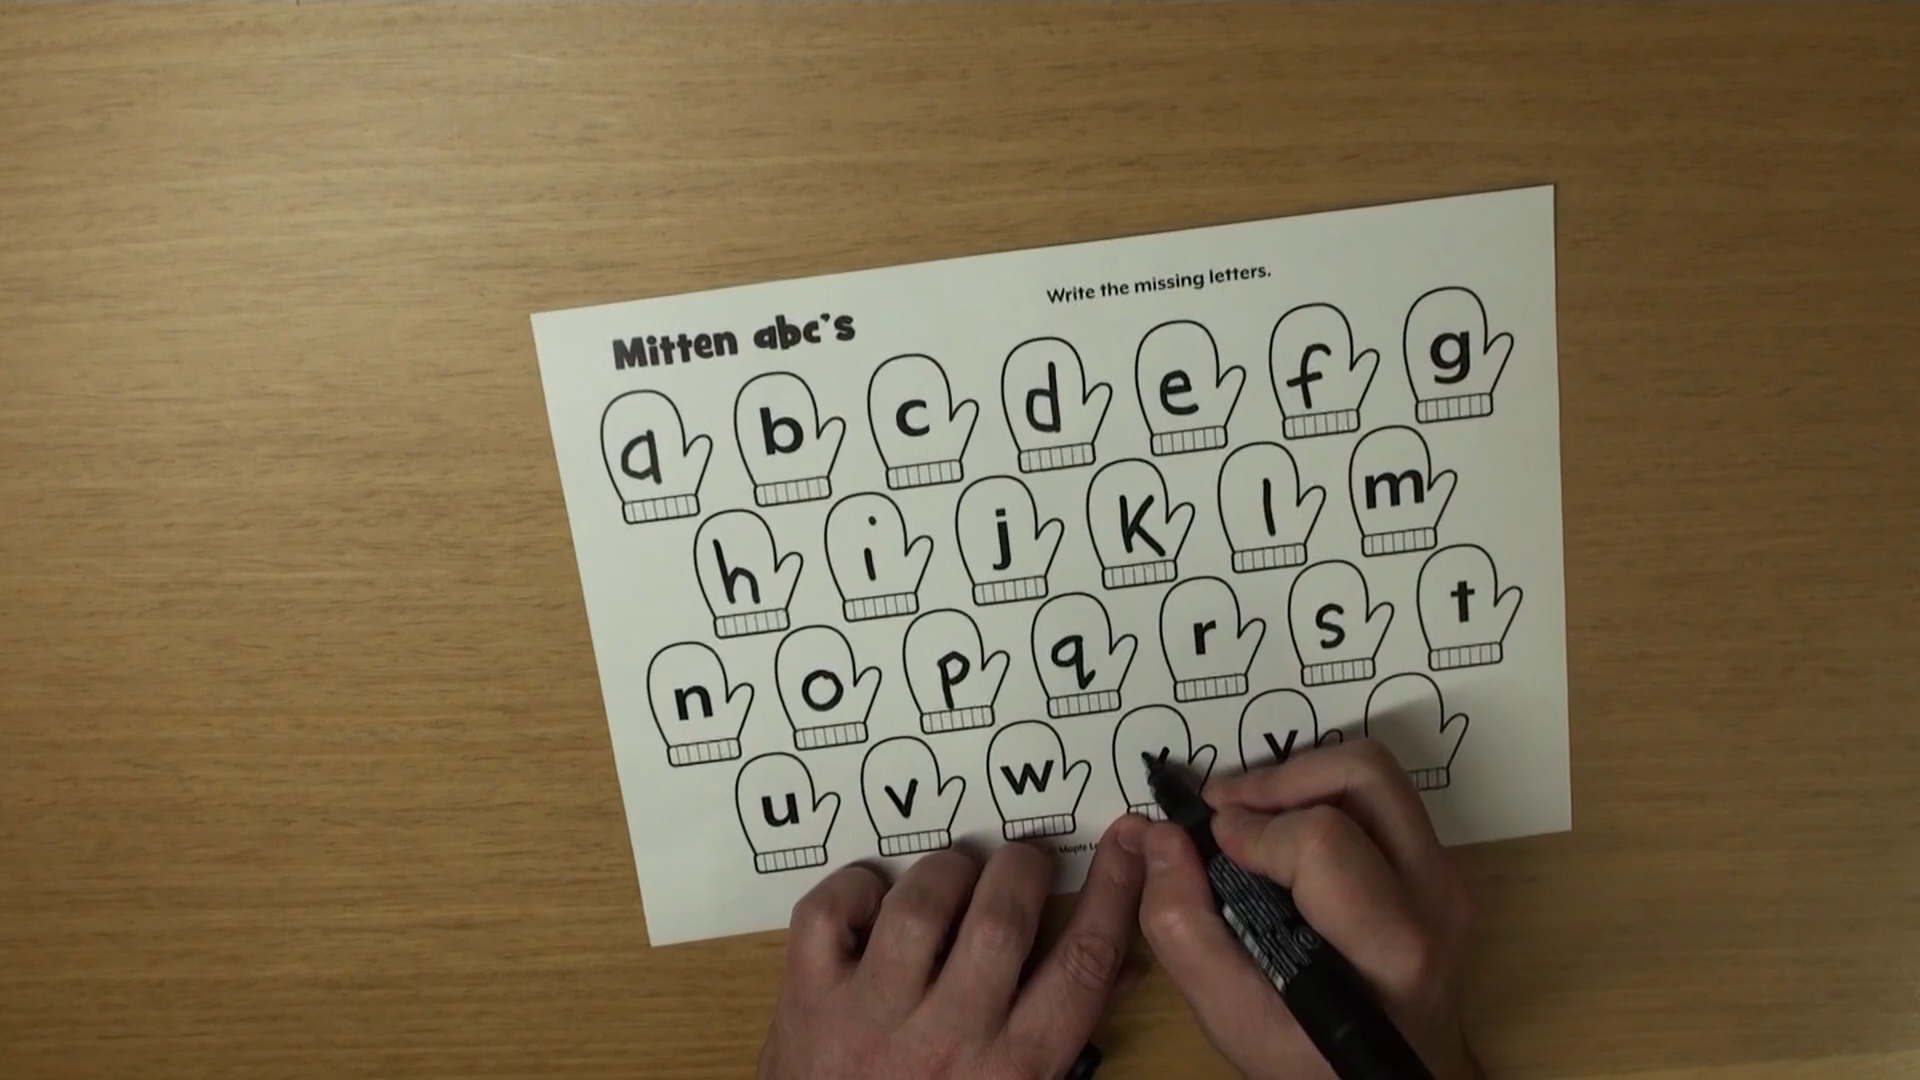 Mitten abc's
Write the missing letters.
a b c d e f g
h i j k l m
n o p q r s t
u v w